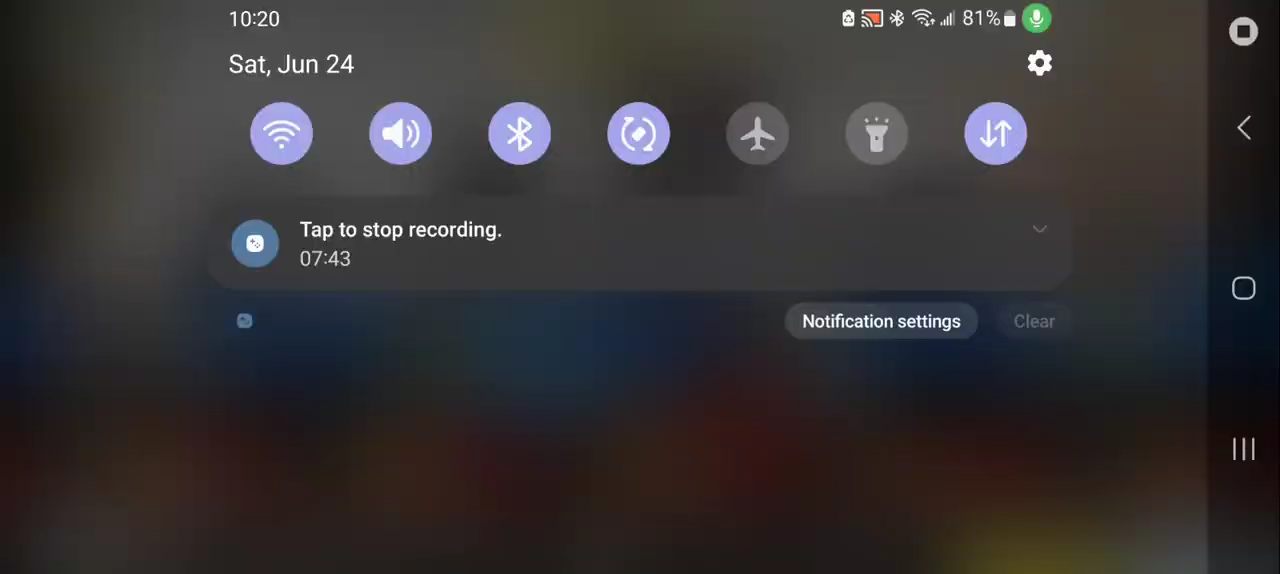 10:20
81%
Sat, Jun 24
Tap to stop recording.
07:43
Notification settings
Clear